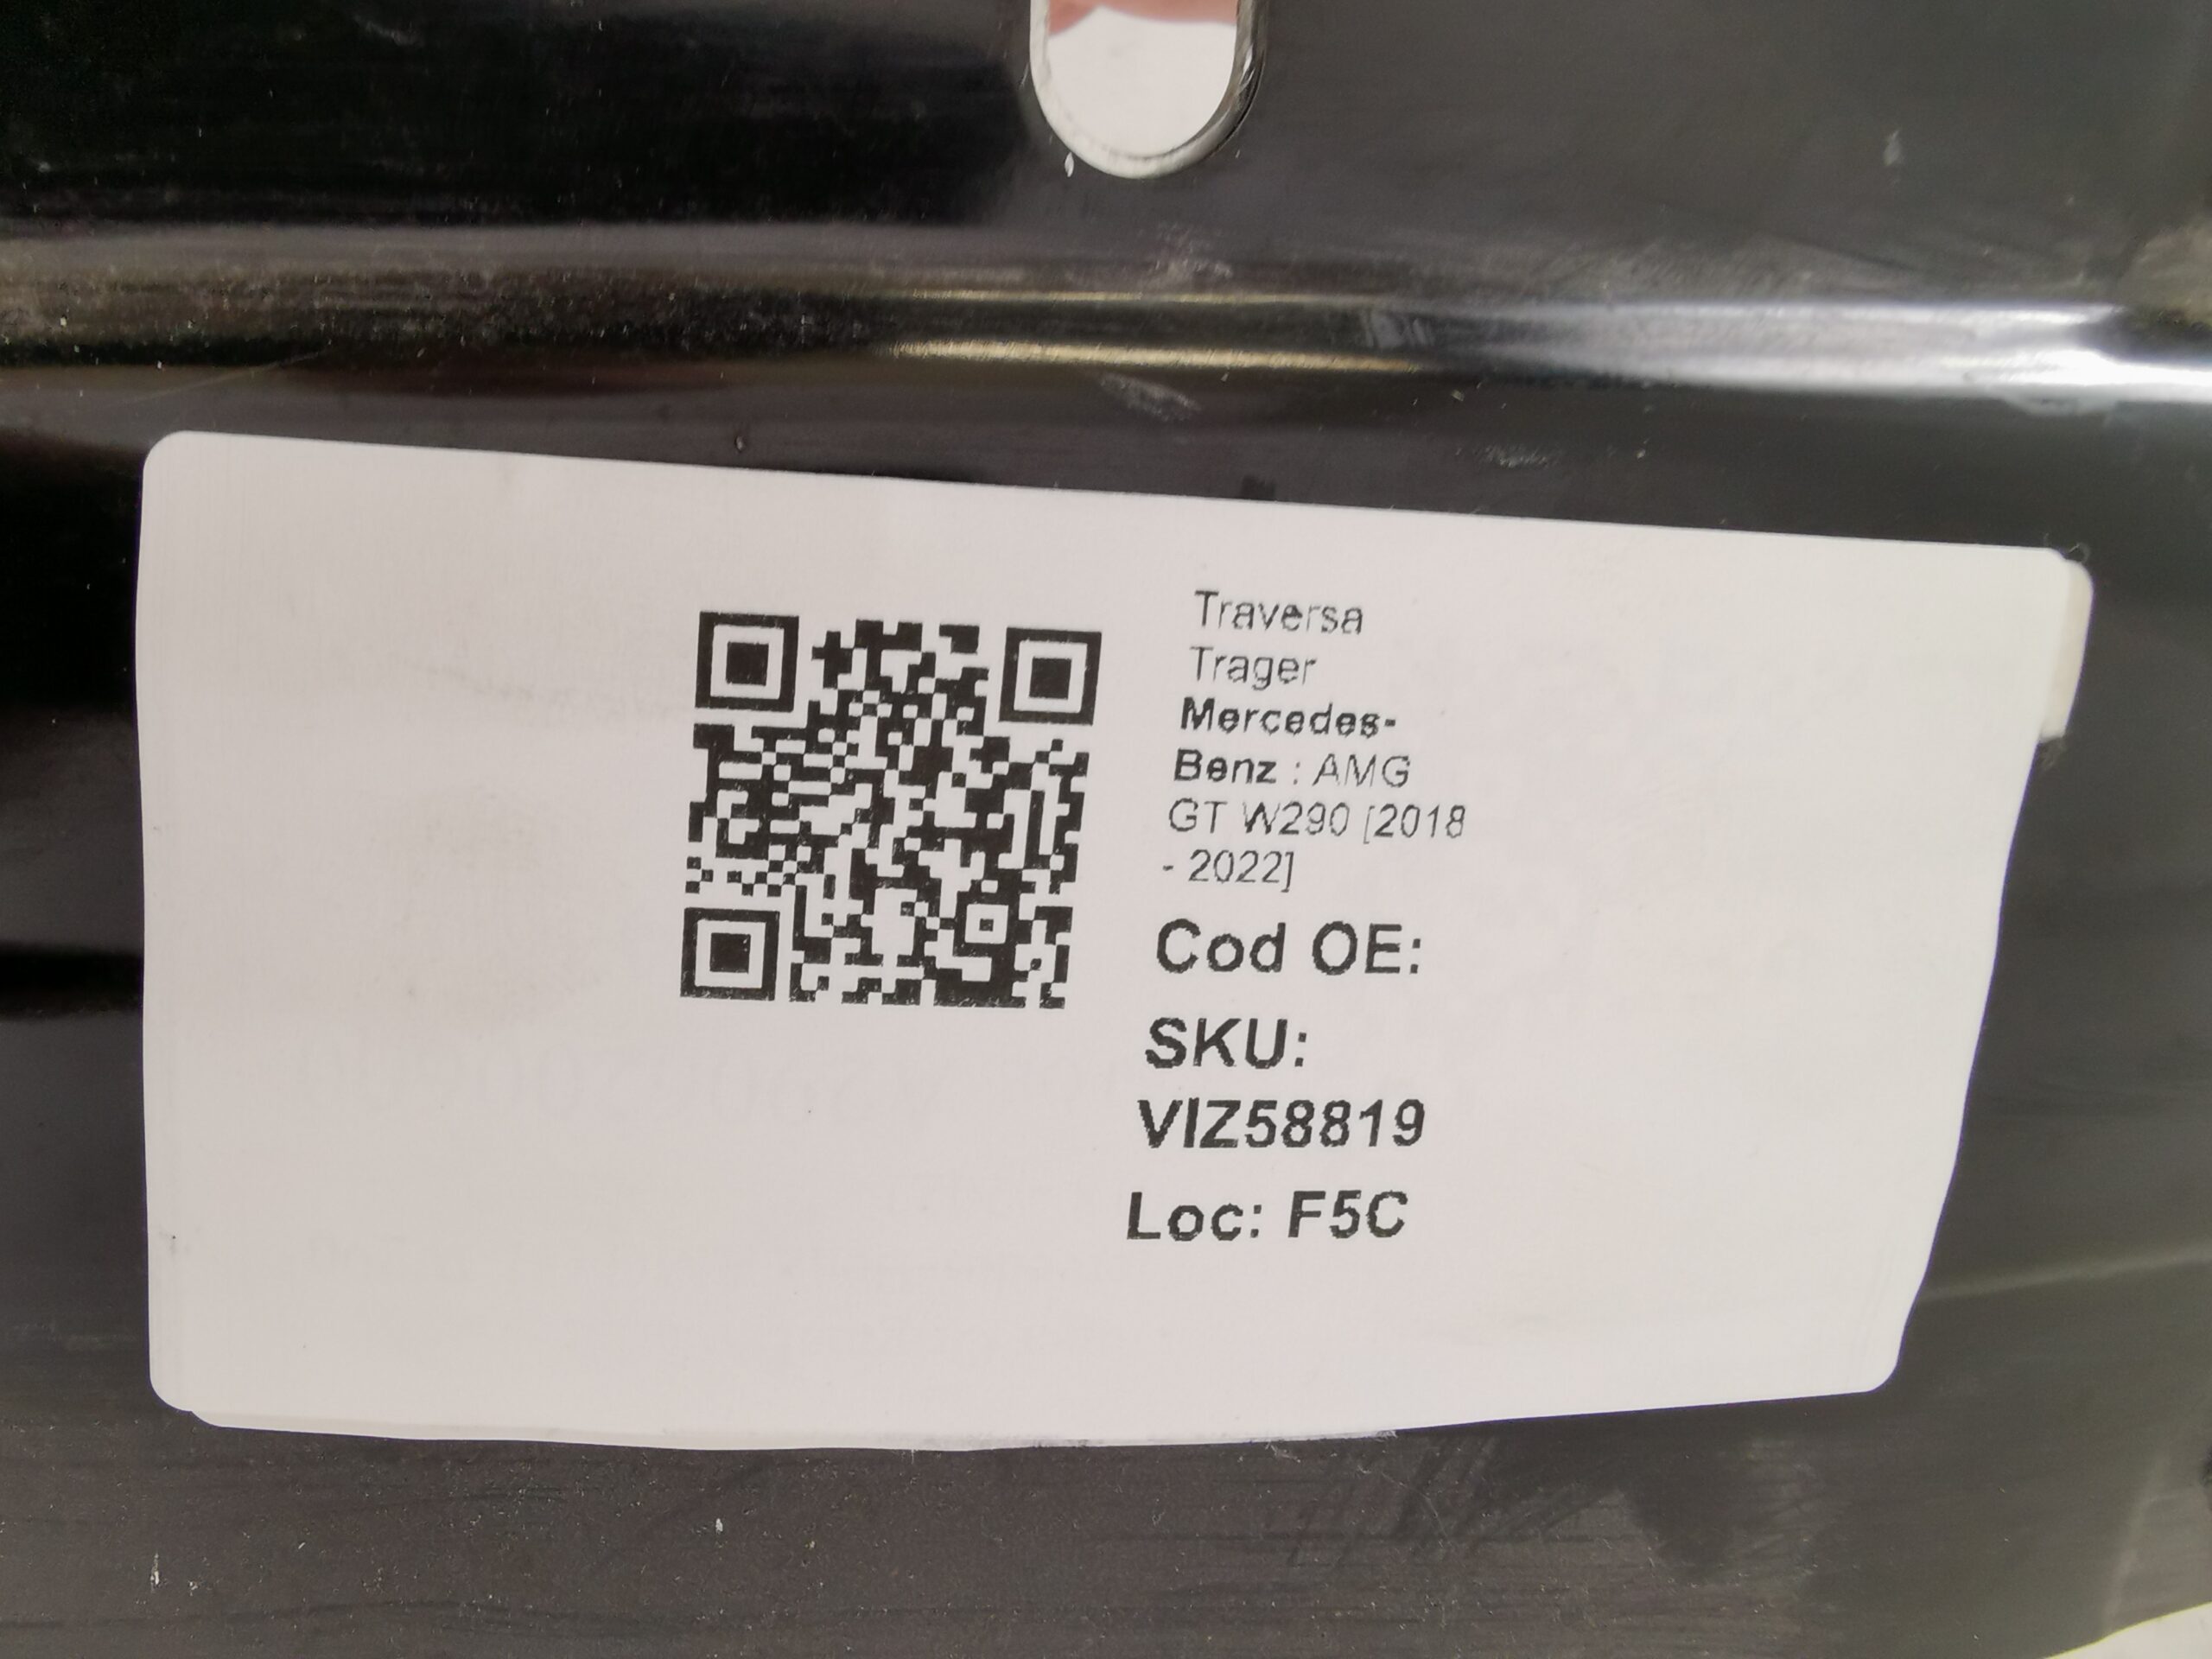 Traversa
Trager
Mercedes-
Benz : AMG
GT W290 [2018
- 2022]
Cod OE:
SKU:
VIZ58819
Loc: F5C